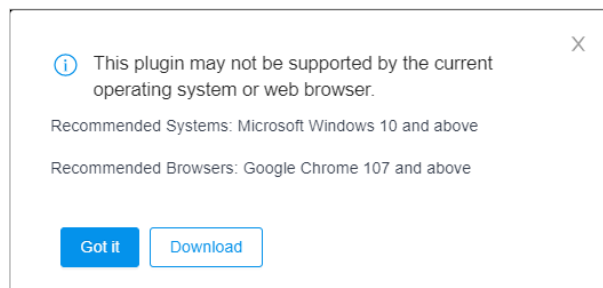 This plugin may not be supported by the current
operating system or web browser.
Recommended Systems: Microsoft Windows 10 and above
Recommended Browsers: Google Chrome 107 and above
Got it
Download